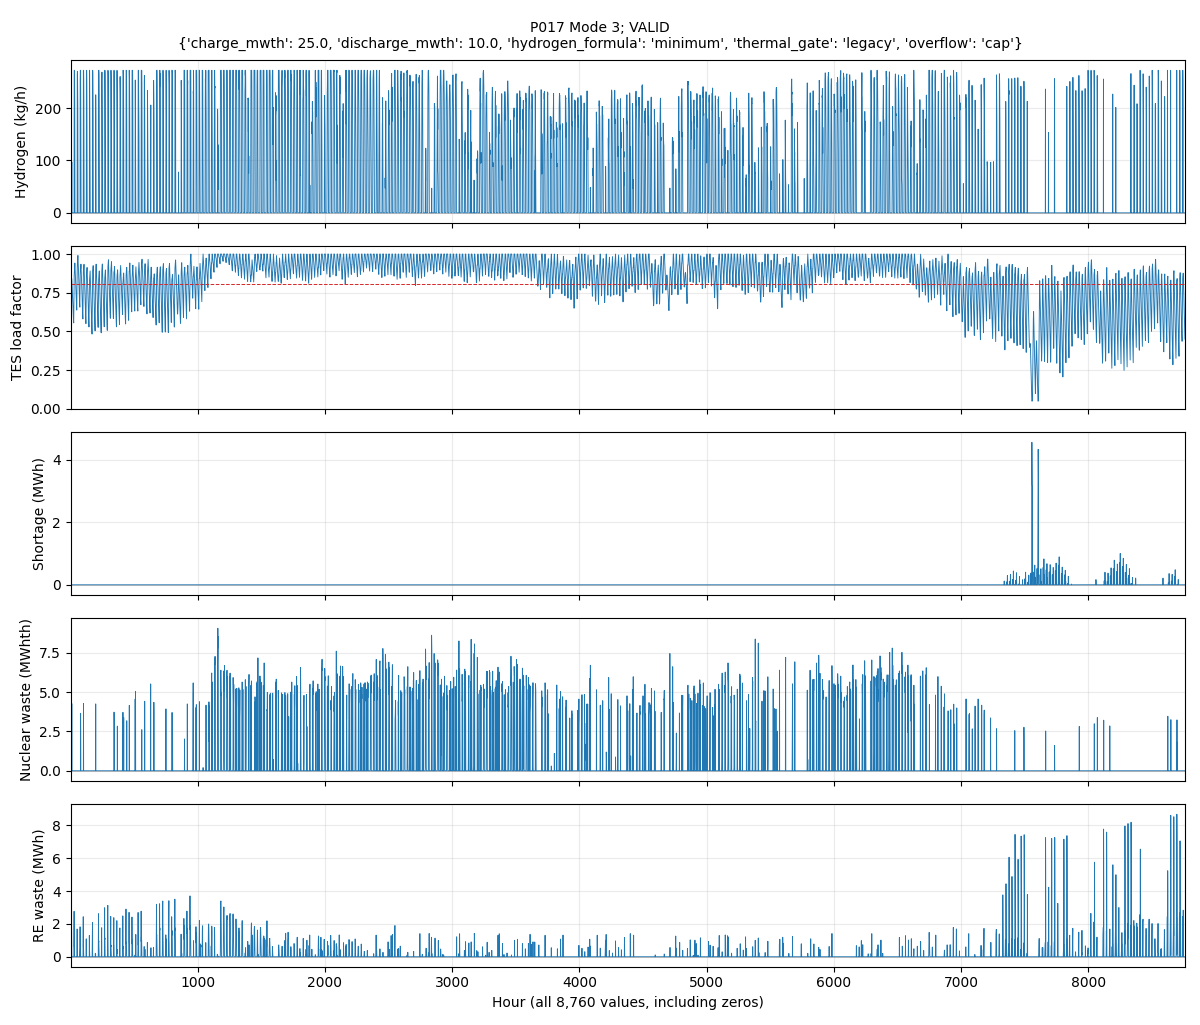 P017 Mode 3; VALID
{'charge_mwth': 25.0, 'discharge_mwth': 10.0, 'hydrogen_formula': 'minimum', 'thermal_gate': 'legacy', 'overflow': 'cap'}
Hydrogen (kg/h)
200
100
0
TES load factor
1.00
0.75
0.50
0.25
0.00
Shortage (MWh)
4
2
0
Nuclear waste (MWhth)
7.5
5.0
2.5
0.0
RE waste (MWh)
8
6
4
2
0
1000 2000 3000 4000 5000 6000 7000 8000
Hour (all 8,760 values, including zeros)